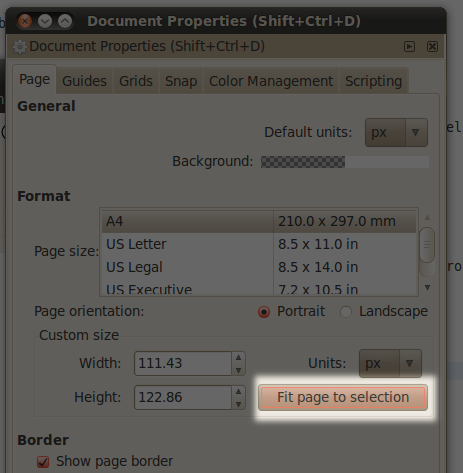 Document Properties (Shift+Ctrl+D)
Document Properties (Shift+Ctrl+D)
Page Guides Grids Snap Color Management Scripting
General
Default units: px
Background:
Format
Page size:
A4 210.0 x 297.0 mm
US Letter 8.5 x 11.0 in
US Legal 8.5 x 14.0 in
US Executive 7.2 x 10.5 in
Page orientation: Portrait Landscape
Custom size
Width: 111.43 Units: px
Height: 122.86 Fit page to selection
Border
Show page border